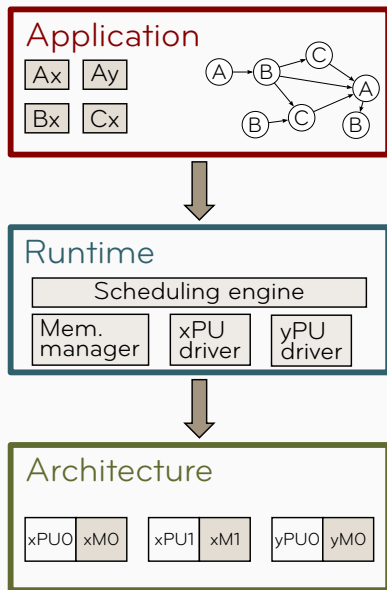 Application
Ax Ay
Bx Cx
A B C A B C B
Runtime
Scheduling engine
Mem. manager
xPU driver
yPU driver
Architecture
xPU0 xM0 xPU1 xM1 yPU0 yM0